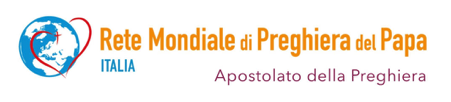 Rete Mondiale di Preghiera del Papa
ITALIA
Apostolato della Preghiera